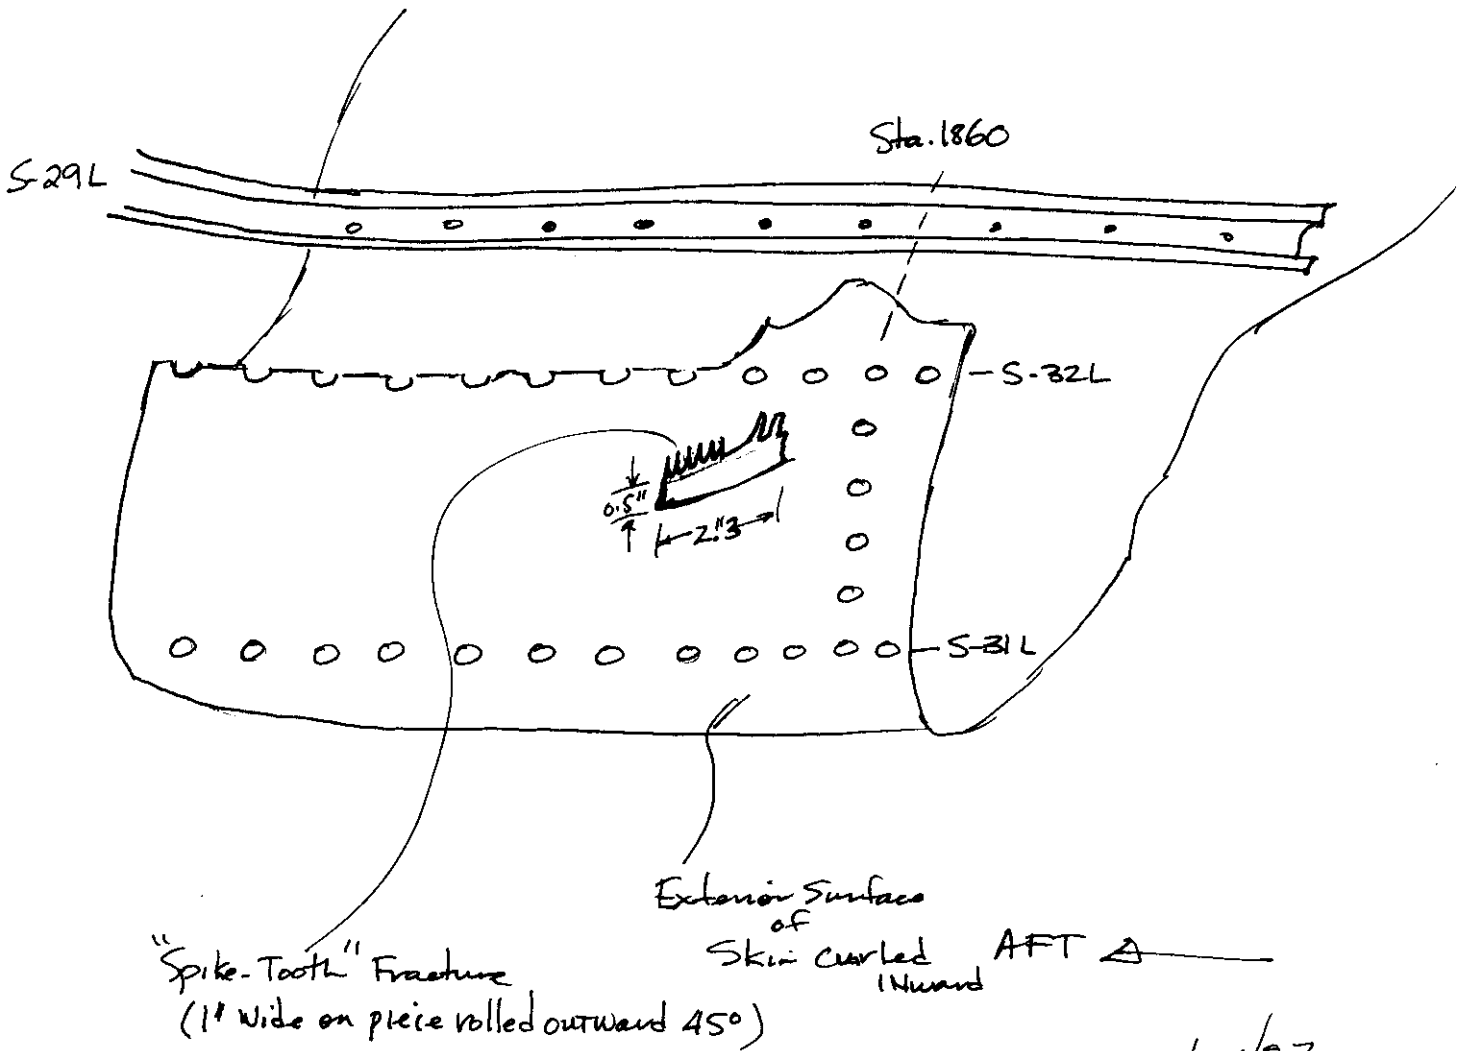 Sta. 1860
S-29L
S-32L
0.5"
2."3
S-31L
Exterior Surface
of
Skin curled
INward
AFT
"Spike-Tooth" Fracture
(1" Wide on piece rolled outward 45°)